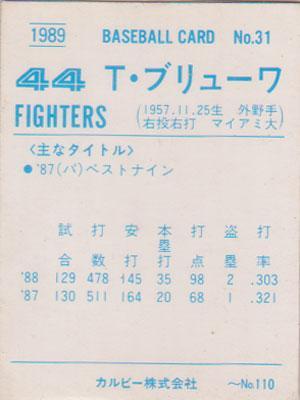 1989 BASEBALL CARD No.31
44 T・ブリューワ
FIGHTERS (1957.11.25生 外野手
右投右打 マイアミ大)
〈主なタイトル〉
●'87(パ)ベストナイン
試合 打数 安打 本塁打 打点 盗塁 打率
'88 129 478 145 35 98 2 .303
'87 130 511 164 20 68 1 .321
カルビー株式会社 〜No.110